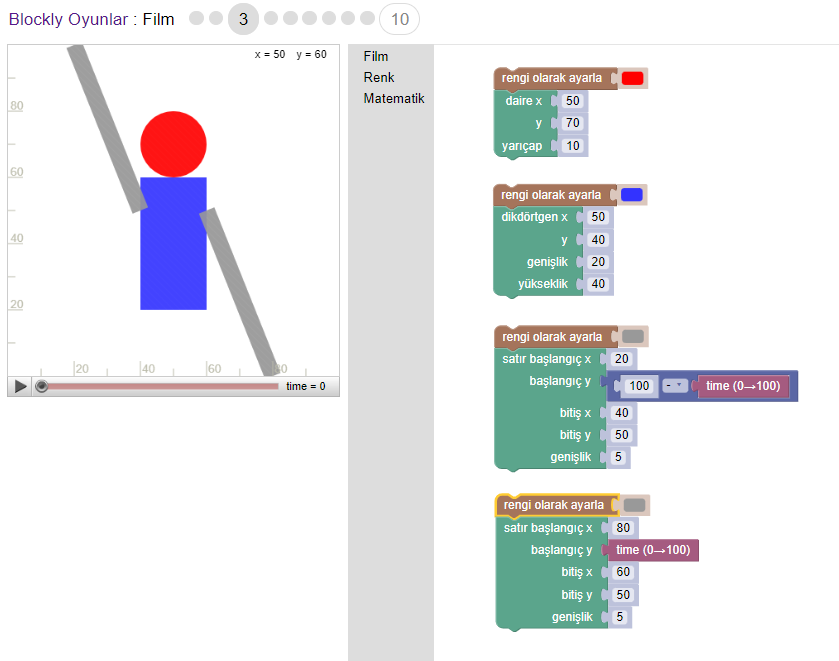 Blockly Oyunlar : Film 3 10
x = 50 y = 60
80
60
40
20
20 40 60 80
time = 0
Film
Renk
Matematik
rengi olarak ayarla
daire x 50
y 70
yarıçap 10
rengi olarak ayarla
dikdörtgen x 50
y 40
genişlik 20
yükseklik 40
rengi olarak ayarla
satır başlangıç x 20
başlangıç y 100 - time (0→100)
bitiş x 40
bitiş y 50
genişlik 5
rengi olarak ayarla
satır başlangıç x 80
başlangıç y time (0→100)
bitiş x 60
bitiş y 50
genişlik 5